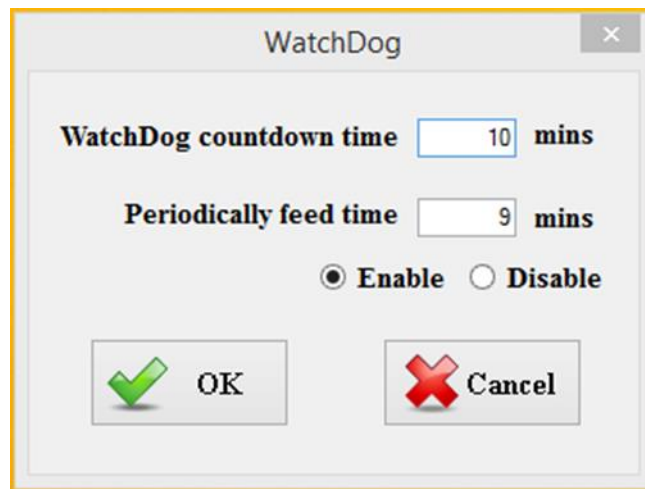 WatchDog
WatchDog countdown time 10 mins
Periodically feed time 9 mins
Enable Disable
OK Cancel